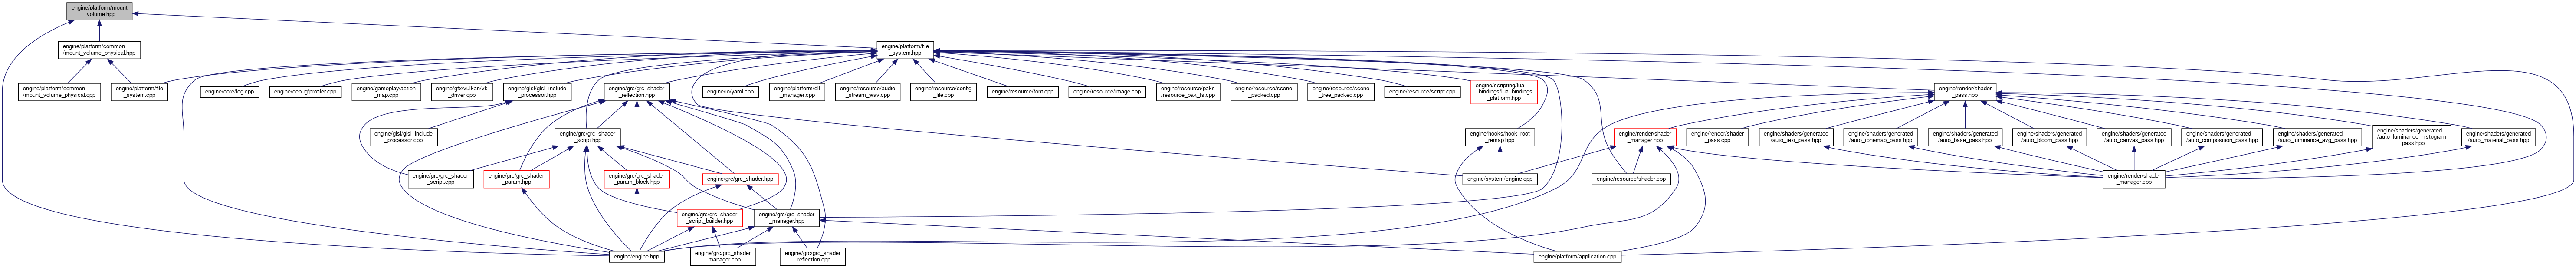 engine/platform/mount
_volume.hpp
engine/platform/common
/mount_volume_physical.hpp
engine/platform/file
_system.hpp
engine/platform/common
/mount_volume_physical.cpp
engine/platform/file
_system.cpp
engine/core/log.cpp
engine/debug/profiler.cpp
engine/gameplay/action
_map.cpp
engine/gfx/vulkan/vk
_driver.cpp
engine/glsl/glsl_include
_processor.hpp
engine/grc/grc_shader
_reflection.hpp
engine/io/yaml.cpp
engine/platform/dll
_manager.cpp
engine/resource/audio
_stream_wav.cpp
engine/resource/config
_file.cpp
engine/resource/font.cpp
engine/resource/image.cpp
engine/resource/paks
/resource_pak_fs.cpp
engine/resource/scene
_packed.cpp
engine/resource/scene
_tree_packed.cpp
engine/resource/script.cpp
engine/scripting/lua
_bindings/lua_bindings
_platform.hpp
engine/render/shader
_pass.hpp
engine/glsl/glsl_include
_processor.cpp
engine/grc/grc_shader
_script.hpp
engine/hooks/hook_root
_remap.hpp
engine/render/shader
_manager.hpp
engine/render/shader
_pass.cpp
engine/shaders/generated
/auto_text_pass.hpp
engine/shaders/generated
/auto_tonemap_pass.hpp
engine/shaders/generated
/auto_base_pass.hpp
engine/shaders/generated
/auto_bloom_pass.hpp
engine/shaders/generated
/auto_canvas_pass.hpp
engine/shaders/generated
/auto_composition_pass.hpp
engine/shaders/generated
/auto_luminance_avg_pass.hpp
engine/shaders/generated
/auto_luminance_histogram
_pass.hpp
engine/shaders/generated
/auto_material_pass.hpp
engine/grc/grc_shader
_script.cpp
engine/grc/grc_shader
_param.hpp
engine/grc/grc_shader
_param_block.hpp
engine/grc/grc_shader.hpp
engine/system/engine.cpp
engine/resource/shader.cpp
engine/render/shader
_manager.cpp
engine/grc/grc_shader
_script_builder.hpp
engine/grc/grc_shader
_manager.hpp
engine/engine.hpp
engine/grc/grc_shader
_manager.cpp
engine/grc/grc_shader
_reflection.cpp
engine/platform/application.cpp